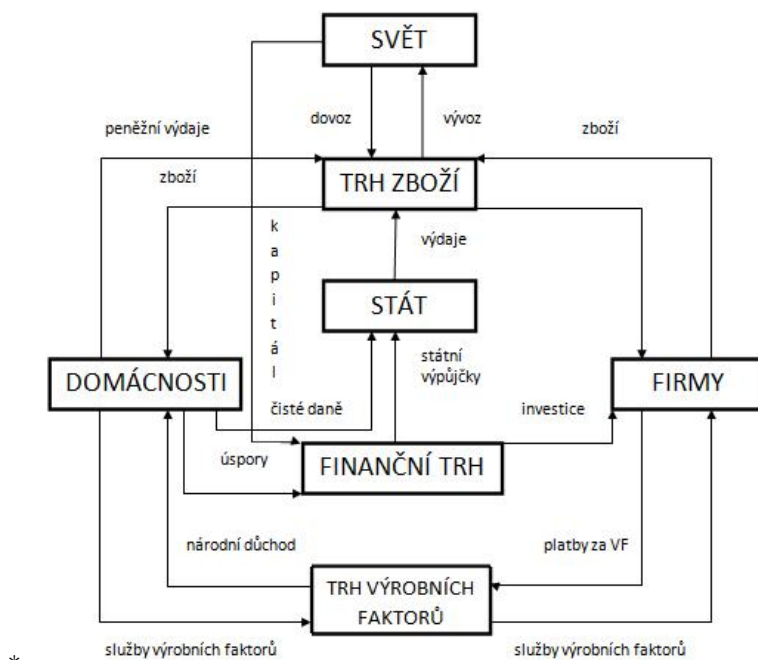 SVĚT
dovoz
vývoz
peněžní výdaje
zboží
TRH ZBOŽÍ
zboží
kapitál
výdaje
STÁT
státní
výpůjčky
DOMÁCNOSTI
FIRMY
čisté daně
investice
úspory
FINANČNÍ TRH
národní důchod
platby za VF
TRH VÝROBNÍCH
FAKTORŮ
služby výrobních faktorů
služby výrobních faktorů
*